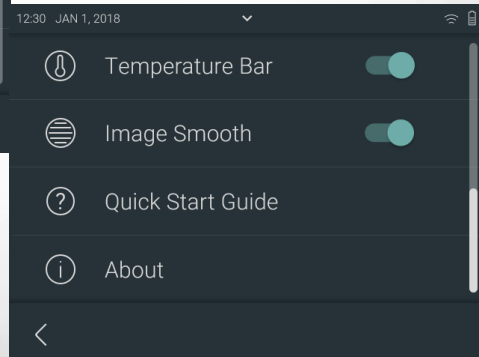 12:30 JAN 1, 2018
Temperature Bar
Image Smooth
Quick Start Guide
About